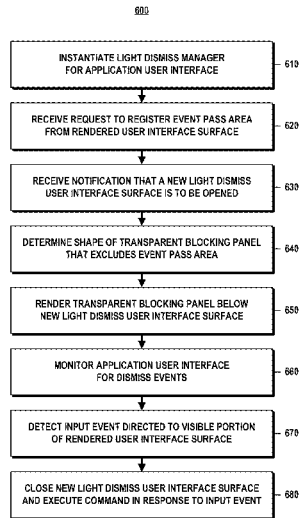 600
INSTANTIATE LIGHT DISMISS MANAGER
FOR APPLICATION USER INTERFACE
610
RECEIVE REQUEST TO REGISTER EVENT PASS AREA
FROM RENDERED USER INTERFACE SURFACE
620
RECEIVE NOTIFICATION THAT A NEW LIGHT DISMISS
USER INTERFACE SURFACE IS TO BE OPENED
630
DETERMINE SHAPE OF TRANSPARENT BLOCKING PANEL
THAT EXCLUDES EVENT PASS AREA
640
RENDER TRANSPARENT BLOCKING PANEL BELOW
NEW LIGHT DISMISS USER INTERFACE SURFACE
650
MONITOR APPLICATION USER INTERFACE
FOR DISMISS EVENTS
660
DETECT INPUT EVENT DIRECTED TO VISIBLE PORTION
OF RENDERED USER INTERFACE SURFACE
670
CLOSE NEW LIGHT DISMISS USER INTERFACE SURFACE
AND EXECUTE COMMAND IN RESPONSE TO INPUT EVENT
680